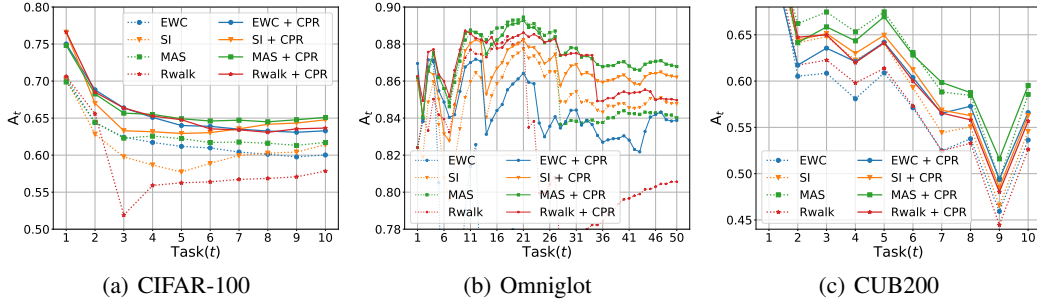 0.80
0.75
0.70
0.65
0.60
0.55
0.50
A_t
EWC
SI
MAS
Rwalk
EWC + CPR
SI + CPR
MAS + CPR
Rwalk + CPR
1 2 3 4 5 6 7 8 9 10
Task(t)
(a) CIFAR-100
0.90
0.88
0.86
0.84
0.82
0.80
0.78
A_t
EWC
SI
MAS
Rwalk
EWC + CPR
SI + CPR
MAS + CPR
Rwalk + CPR
1 6 11 16 21 26 31 36 41 46 50
Task(t)
(b) Omniglot
0.65
0.60
0.55
0.50
0.45
A_t
EWC
SI
MAS
Rwalk
EWC + CPR
SI + CPR
MAS + CPR
Rwalk + CPR
1 2 3 4 5 6 7 8 9 10
Task(t)
(c) CUB200